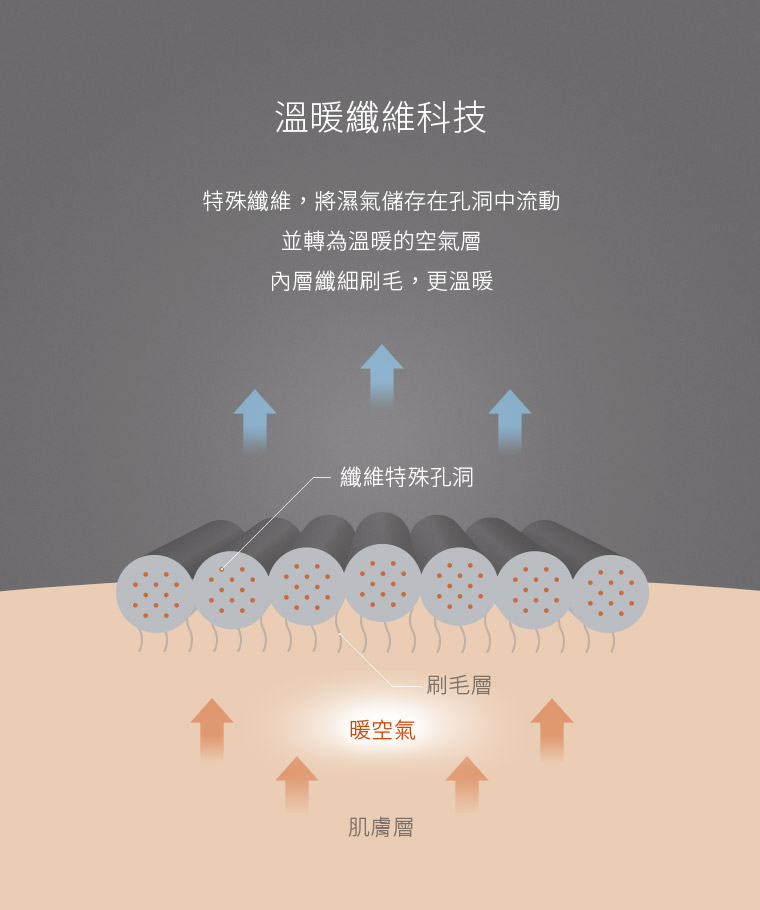 溫暖纖維科技
特殊纖維，將濕氣儲存在孔洞中流動
並轉為溫暖的空氣層
內層纖細刷毛，更溫暖
纖維特殊孔洞
刷毛層
暖空氣
肌膚層